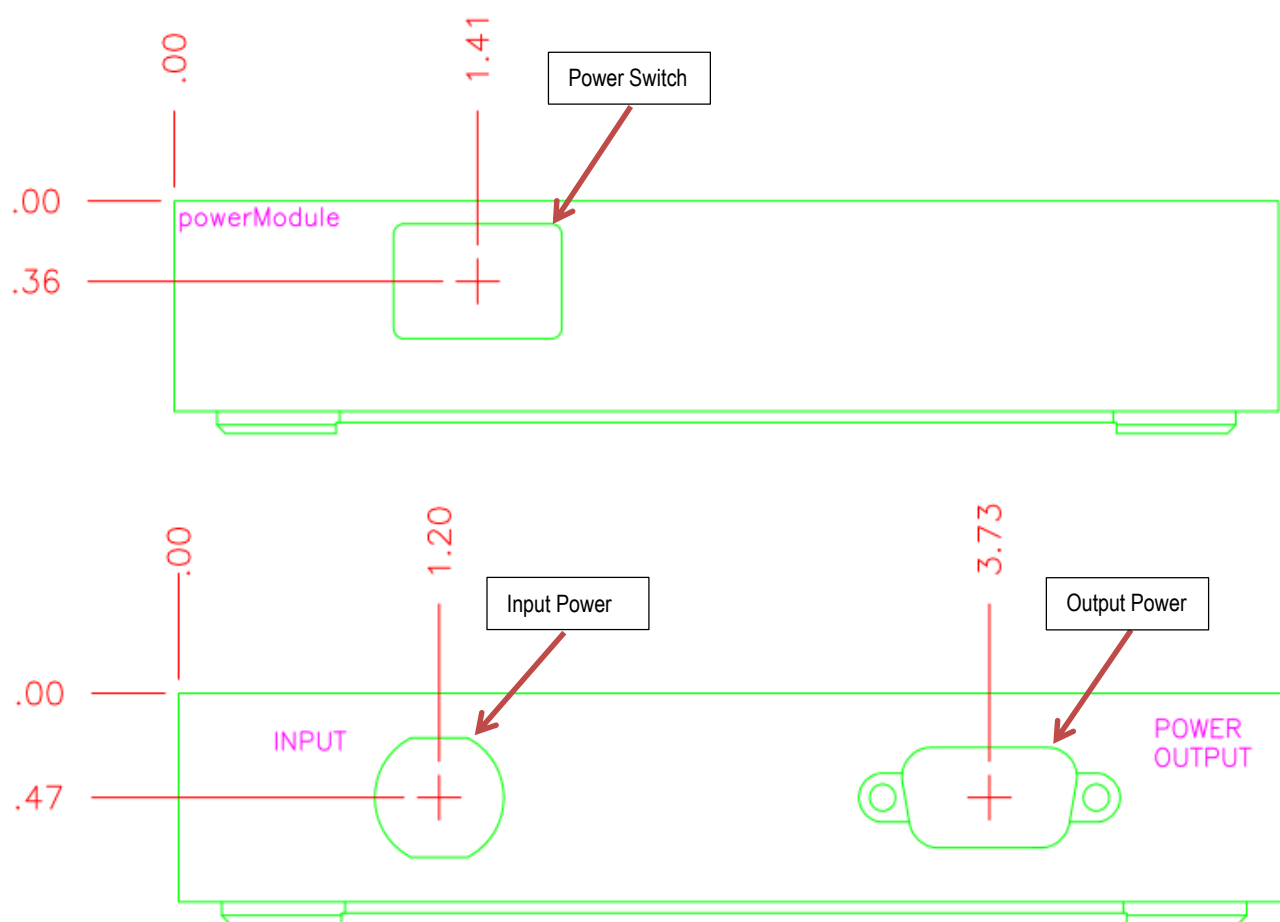 .00
1.41
Power Switch
.00
powerModule
.36
.00
1.20
3.73
Input Power
Output Power
.00
INPUT
POWER
OUTPUT
.47